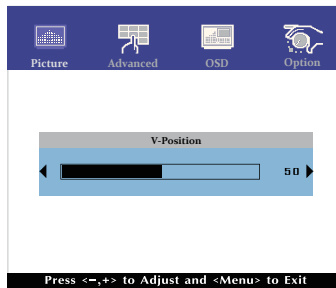 Picture Advanced OSD Option
V-Position
50
Press <-,+> to Adjust and <Menu> to Exit